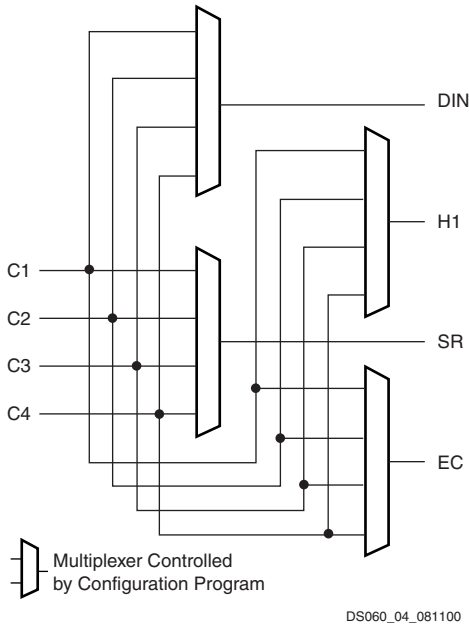 DIN
H1
C1
C2
SR
C3
C4
EC
Multiplexer Controlled
by Configuration Program
DS060_04_081100